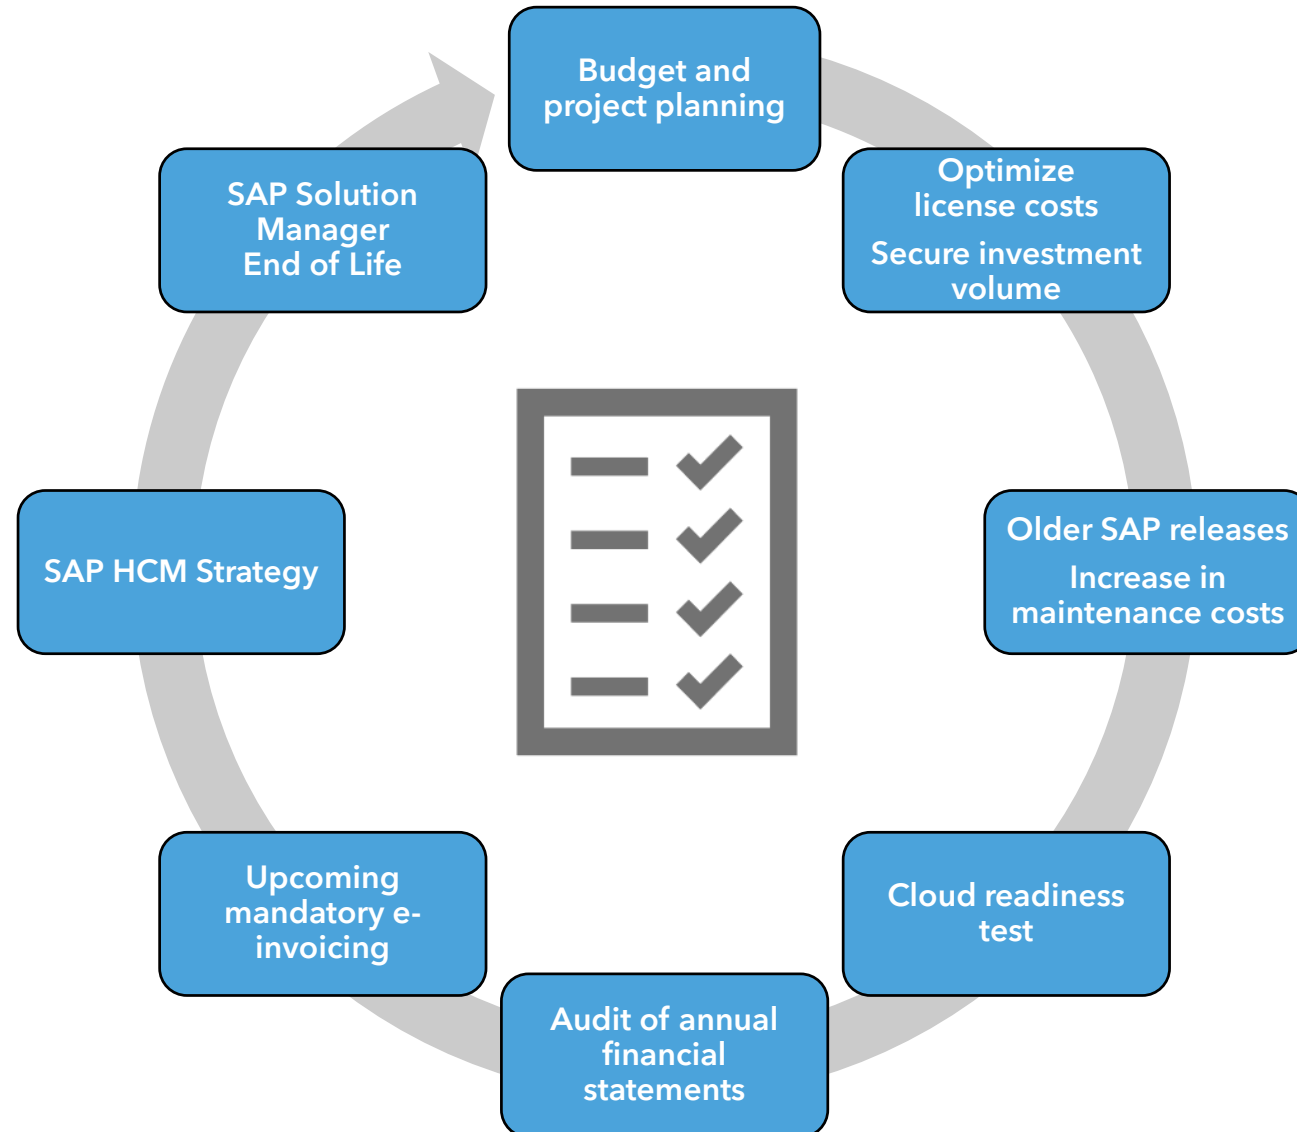 Budget and
project planning
Optimize
license costs
Secure investment
volume
Older SAP releases
Increase in
maintenance costs
Cloud readiness
test
Audit of annual
financial
statements
Upcoming
mandatory e-
invoicing
SAP HCM Strategy
SAP Solution
Manager
End of Life